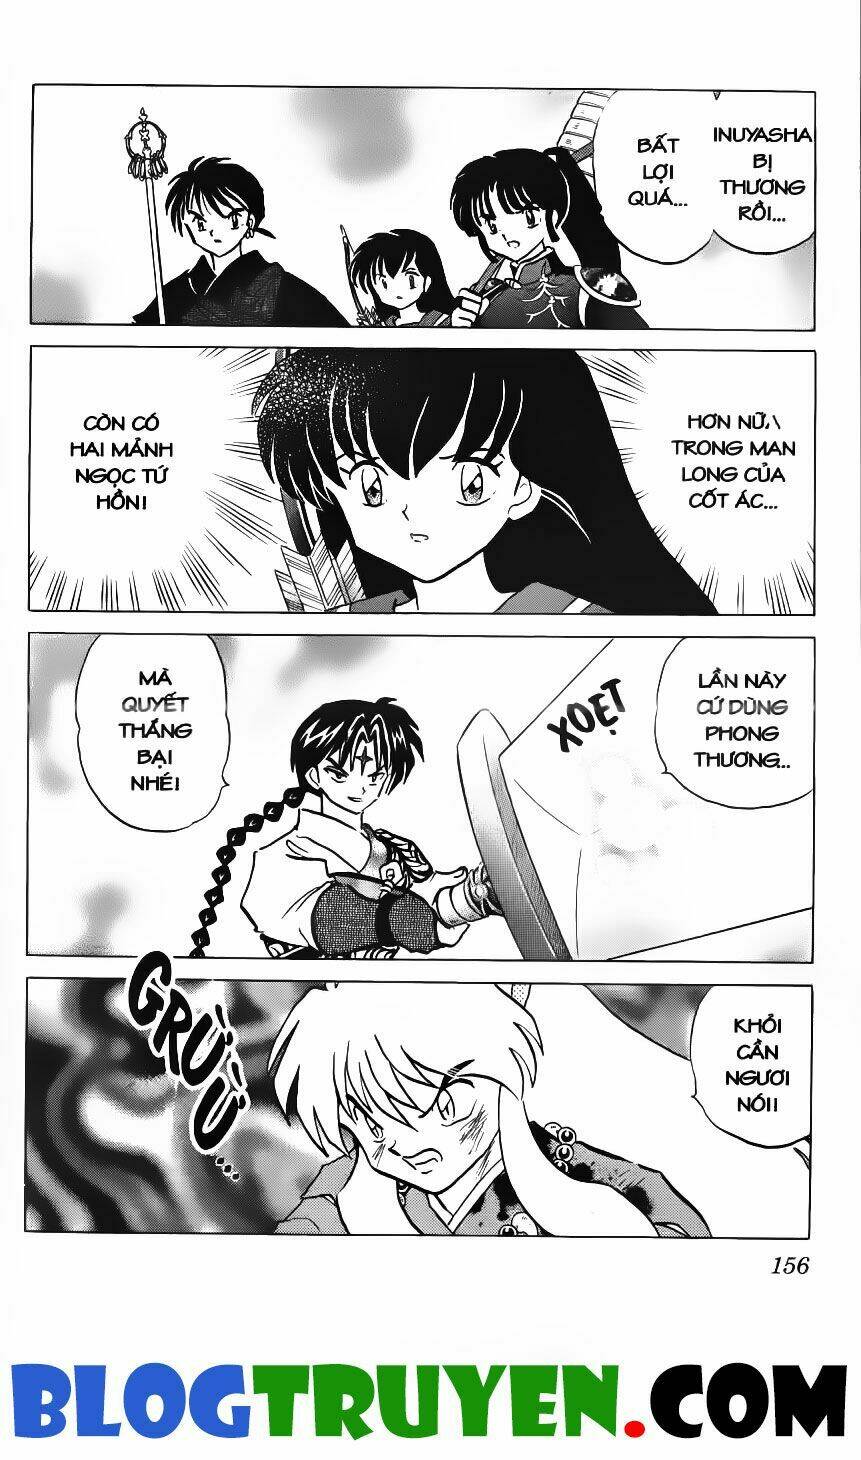 INUYASHA
BỊ
THƯƠNG
RỒI...
BẤT
LỢI
QUÁ...
HƠN NỮA
TRONG MAN
LONG CỦA
CỐT ÁC...
CÒN CÓ
HAI MẢNH
NGỌC TỨ
HỒN!
LẦN NÀY
CỨ DÙNG
PHONG
THƯƠNG...
XOẸT
MÀ
QUYẾT
THẮNG
BẠI
NHÉ!
KHỎI
CẦN
NGƯƠI
NÓI!
GRỪ Ừ...
156
BLOGTRUYEN.COM